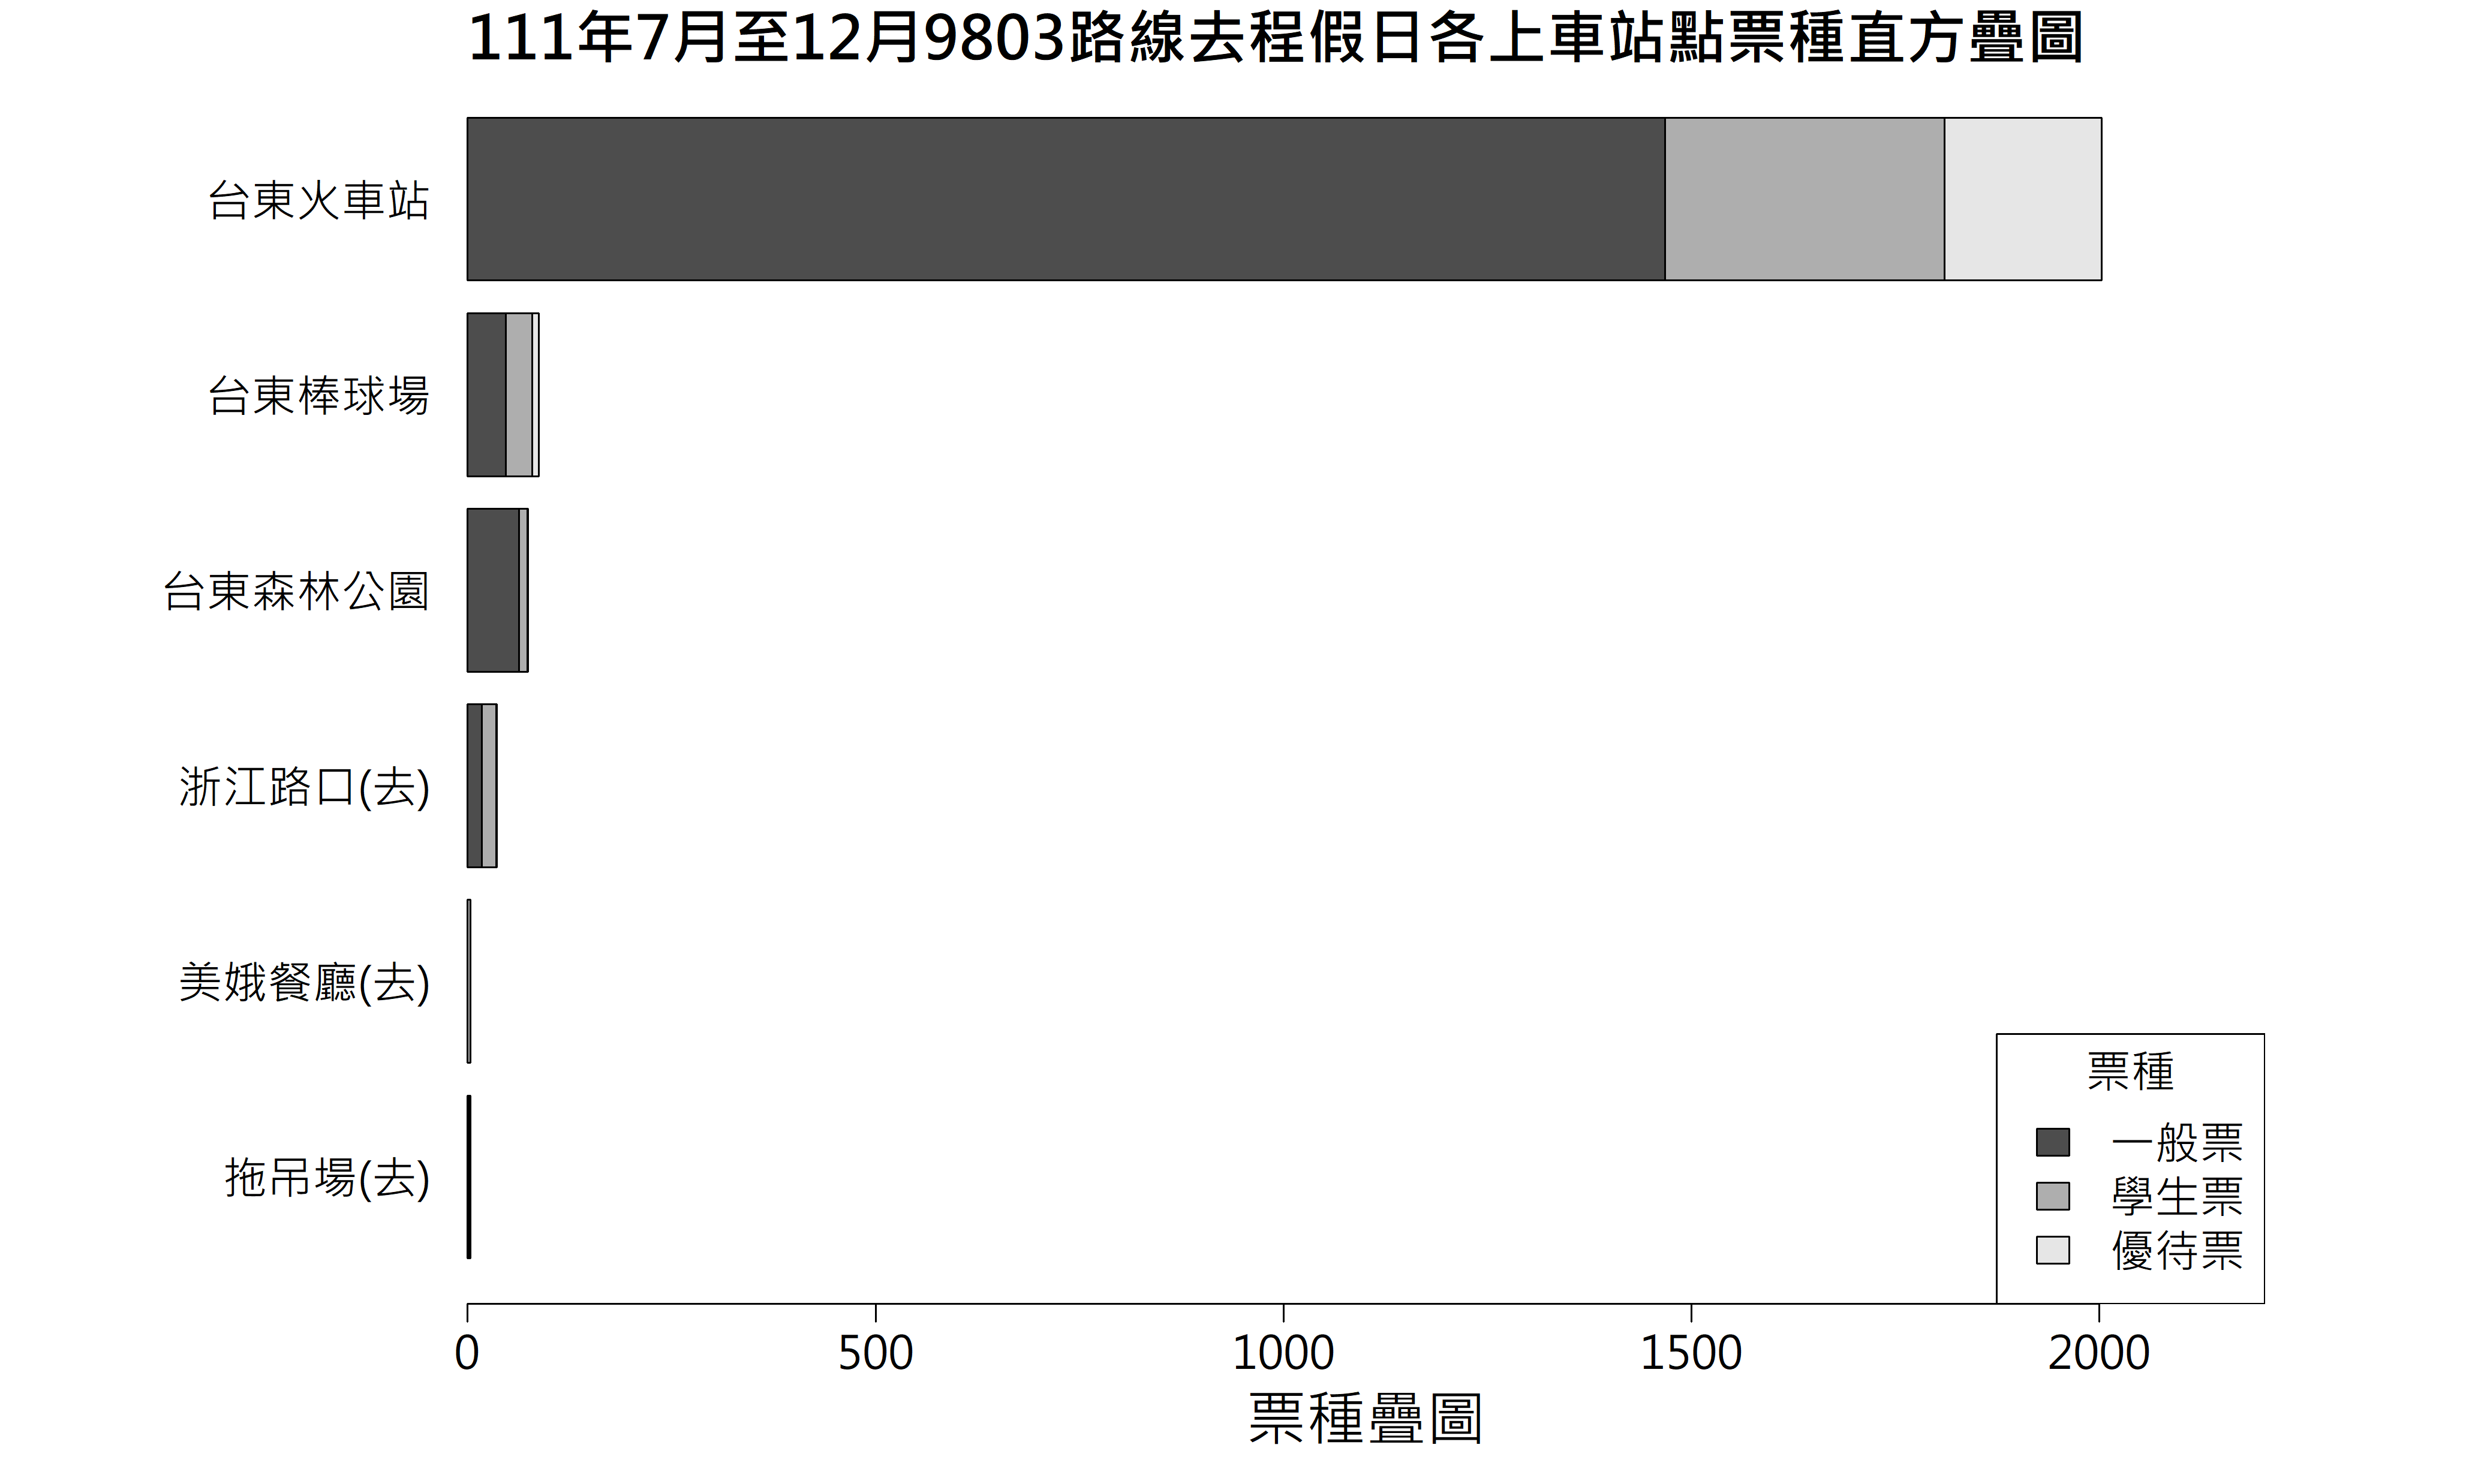 111年7月至12月9803路線去程假日各上車站點票種直方疊圖
台東火車站
台東棒球場
台東森林公園
浙江路口(去)
美娥餐廳(去)
拖吊場(去)
票種
一般票
學生票
優待票
0 500 1000 1500 2000
票種疊圖